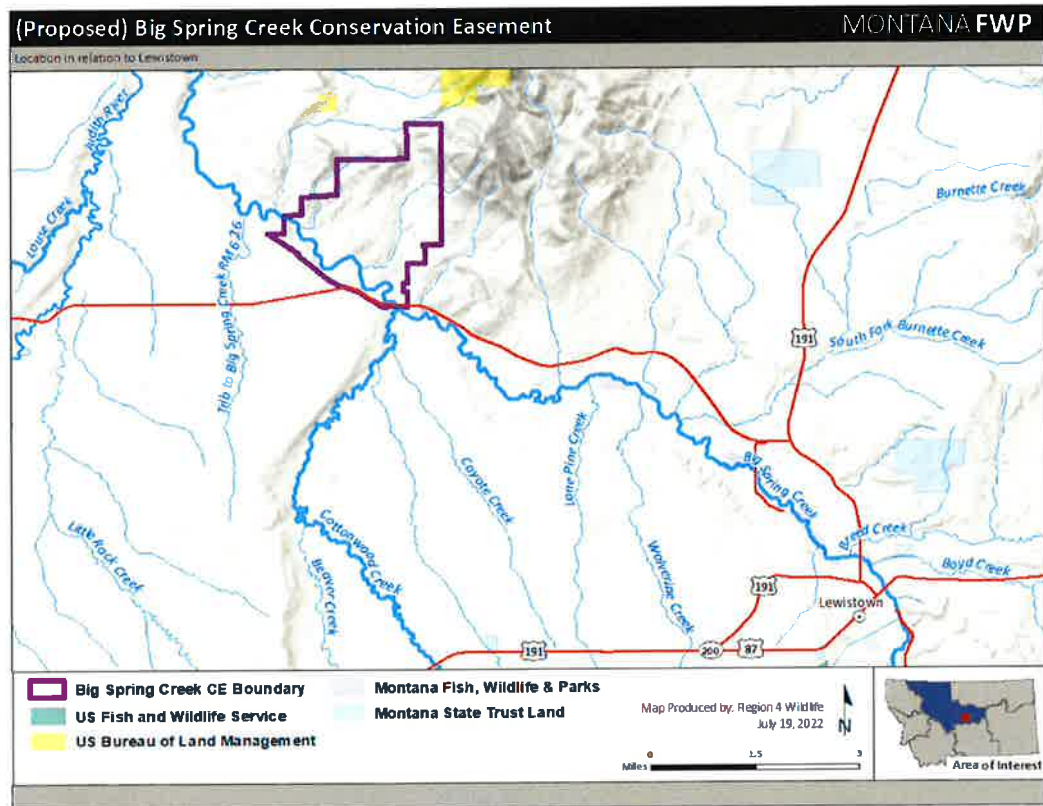 (Proposed) Big Spring Creek Conservation Easement
MONTANA FWP
Location in relation to Lewistown
Judith River
Louse Creek
Trib to Big Spring Creek RM 6.26
Burnette Creek
191
South Fork Burnette Creek
Little Rock Creek
Beaver Creek
Cottonwood Creek
Coyote Creek
Lone Pine Creek
Wolverine Creek
Big Spring Creek
Breed Creek
Boyd Creek
191
Lewistown
191
200
87
Big Spring Creek CE Boundary
US Fish and Wildlife Service
US Bureau of Land Management
Montana Fish, Wildlife & Parks
Montana State Trust Land
Map Produced by: Region 4 Wildlife
July 19, 2022
N
0 1.5 3
Miles
Area of Interest